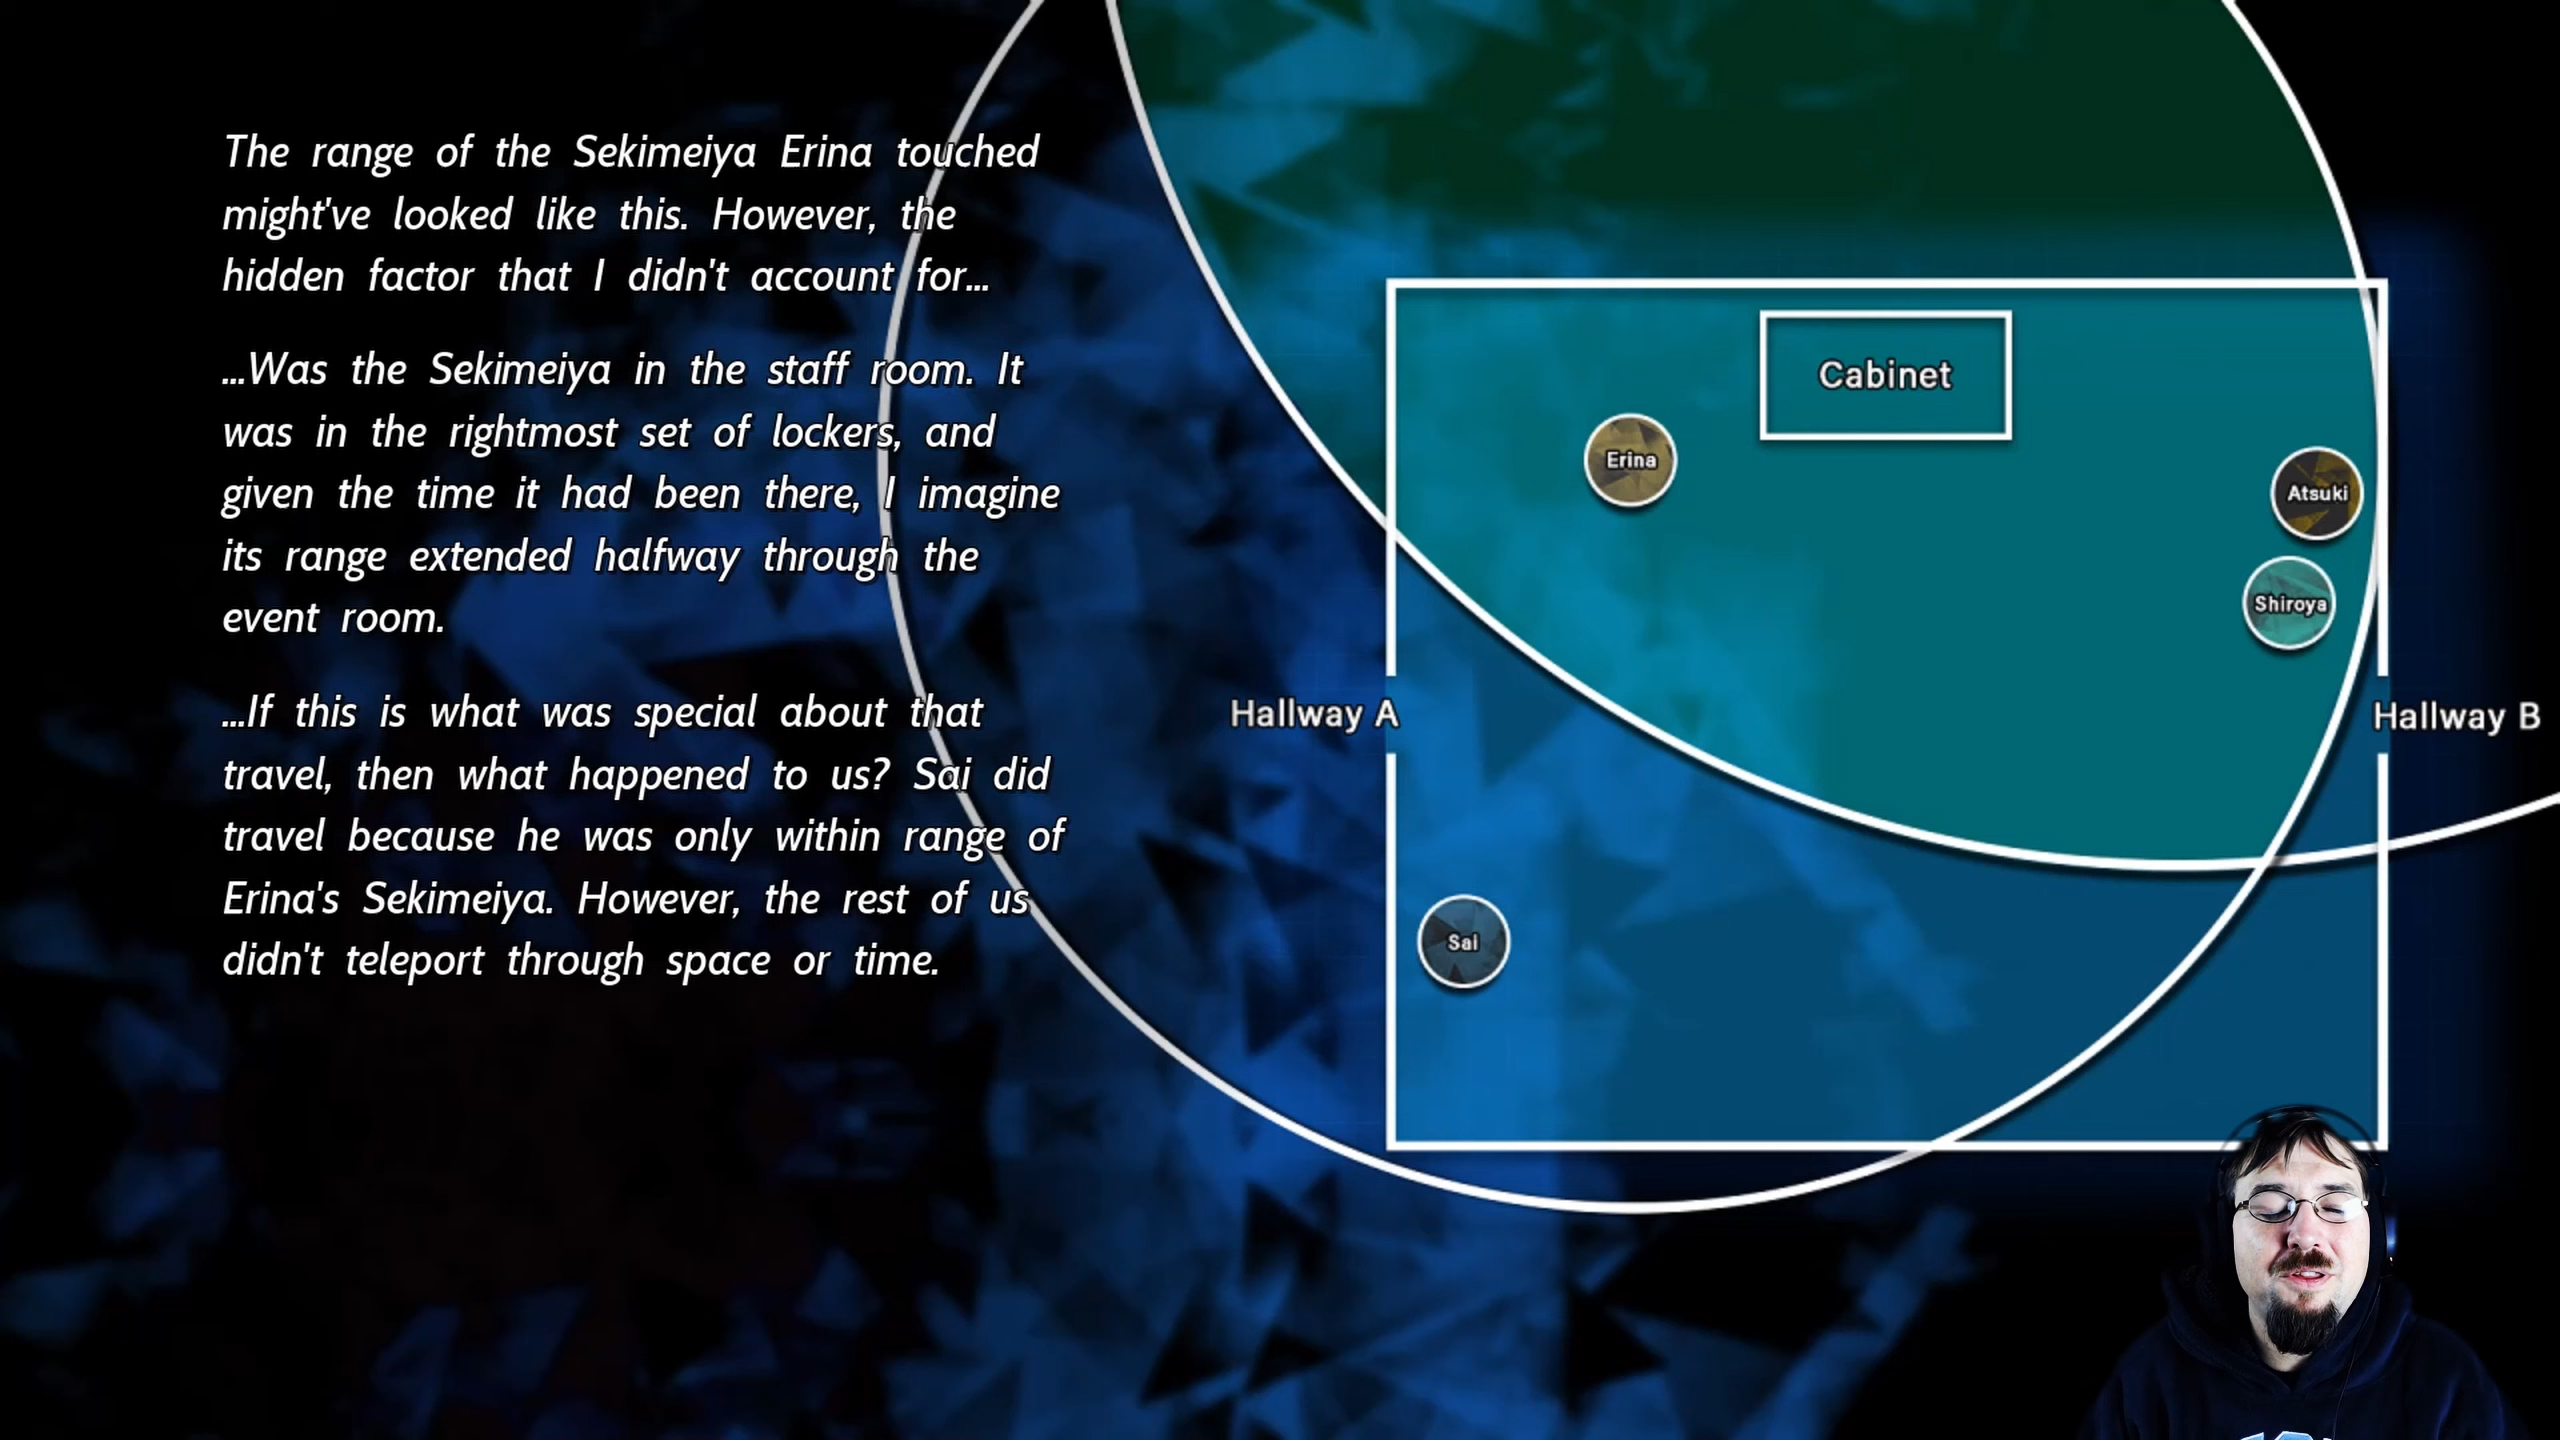 The range of the Sekimeiya Erina touched
might've looked like this. However, the
hidden factor that I didn't account for...
...Was the Sekimeiya in the staff room. It
was in the rightmost set of lockers, and
given the time it had been there, I imagine
its range extended halfway through the
event room.
...If this is what was special about that
travel, then what happened to us? Sai did
travel because he was only within range of
Erina's Sekimeiya. However, the rest of us
didn't teleport through space or time.
Cabinet
Erina
Atsuki
Shiroya
Hallway A
Hallway B
Sai